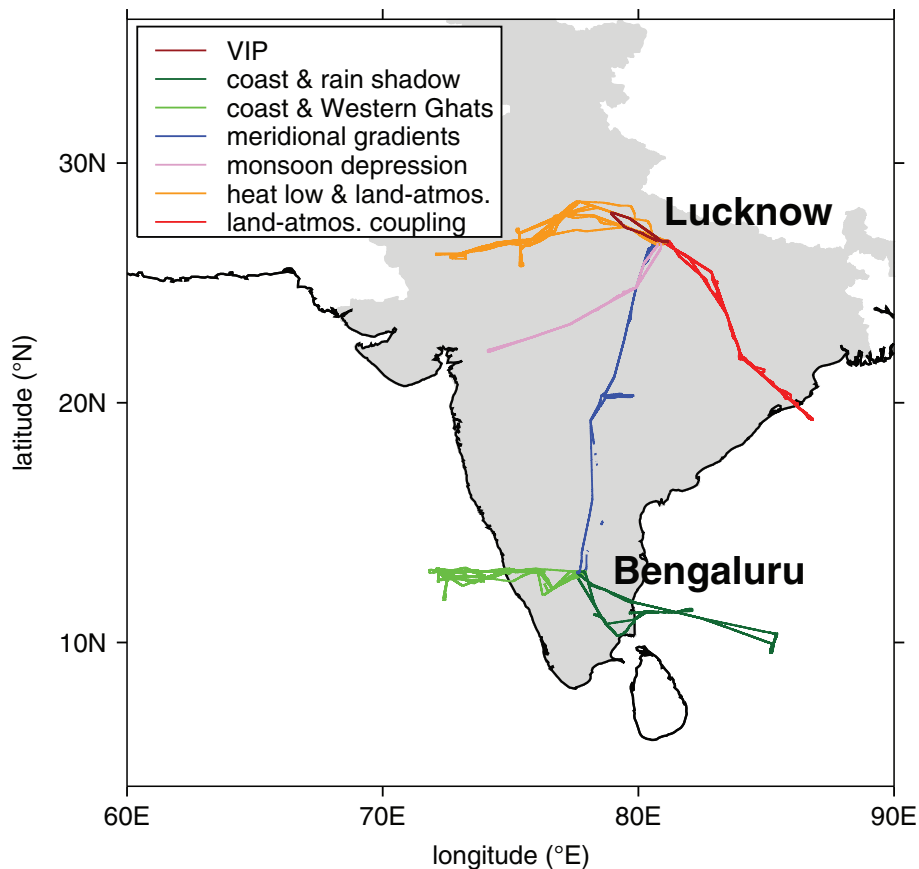 VIP
coast & rain shadow
coast & Western Ghats
meridional gradients
monsoon depression
heat low & land-atmos.
land-atmos. coupling
30N
20N
10N
latitude (°N)
Lucknow
Bengaluru
60E
70E
80E
90E
longitude (°E)